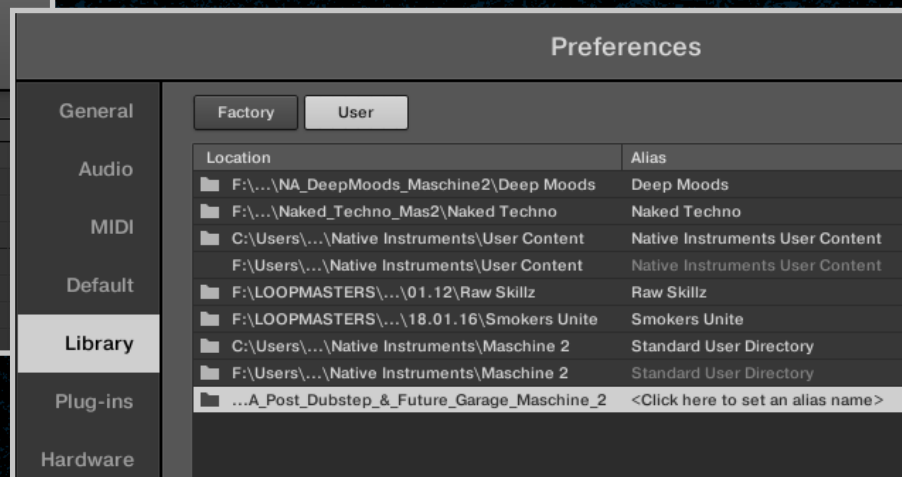 Preferences
General
Audio
MIDI
Default
Library
Plug-ins
Hardware
Factory User
Location Alias
F:\...\NA_DeepMoods_Maschine2\Deep Moods Deep Moods
F:\...\Naked_Techno_Mas2\Naked Techno Naked Techno
C:\Users\...\Native Instruments\User Content Native Instruments User Content
F:\Users\...\Native Instruments\User Content Native Instruments User Content
F:\LOOPMASTERS\...\01.12\Raw Skillz Raw Skillz
F:\LOOPMASTERS\...\18.01.16\Smokers Unite Smokers Unite
C:\Users\...\Native Instruments\Maschine 2 Standard User Directory
F:\Users\...\Native Instruments\Maschine 2 Standard User Directory
...A_Post_Dubstep_&_Future_Garage_Maschine_2 <Click here to set an alias name>